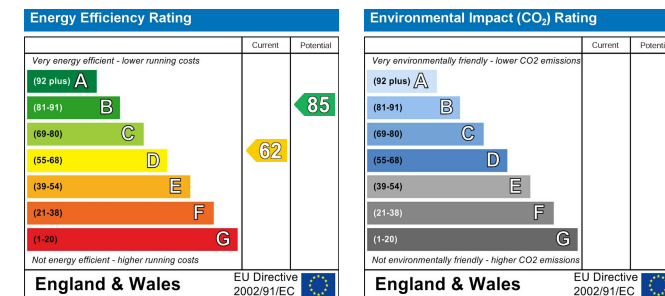 Energy Efficiency Rating
Current Potential
Very energy efficient - lower running costs
(92 plus) A
(81-91) B
85
(69-80) C
(55-68) D
62
(39-54) E
(21-38) F
(1-20) G
Not energy efficient - higher running costs
England & Wales
EU Directive
2002/91/EC
Environmental Impact (CO2) Rating
Current Potential
Very environmentally friendly - lower CO2 emissions
(92 plus) A
(81-91) B
(69-80) C
(55-68) D
(39-54) E
(21-38) F
(1-20) G
Not environmentally friendly - higher CO2 emissions
England & Wales
EU Directive
2002/91/EC